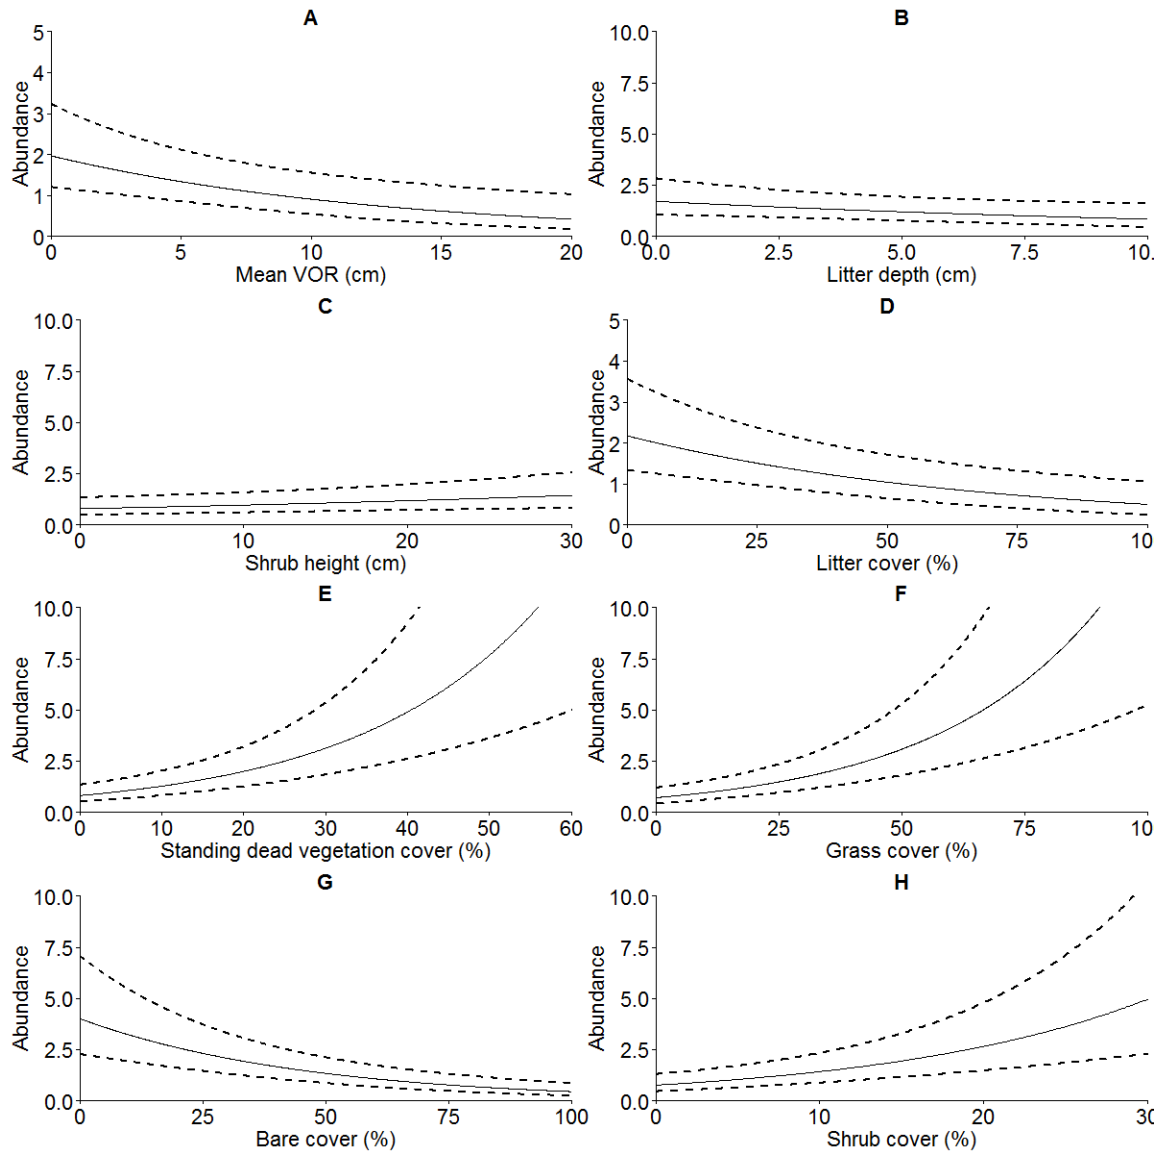 A
5
4
3
2
1
0
Abundance
0 5 10 15 20
Mean VOR (cm)
B
10.0
7.5
5.0
2.5
0.0
Abundance
0.0 2.5 5.0 7.5 10.
Litter depth (cm)
C
10.0
7.5
5.0
2.5
0.0
Abundance
0 10 20 30
Shrub height (cm)
D
5
4
3
2
1
0
Abundance
0 25 50 75 10
Litter cover (%)
E
10.0
7.5
5.0
2.5
0.0
Abundance
0 10 20 30 40 50 60
Standing dead vegetation cover (%)
F
10.0
7.5
5.0
2.5
0.0
Abundance
0 25 50 75 10
Grass cover (%)
G
10.0
7.5
5.0
2.5
0.0
Abundance
0 25 50 75 100
Bare cover (%)
H
10.0
7.5
5.0
2.5
0.0
Abundance
0 10 20 30
Shrub cover (%)